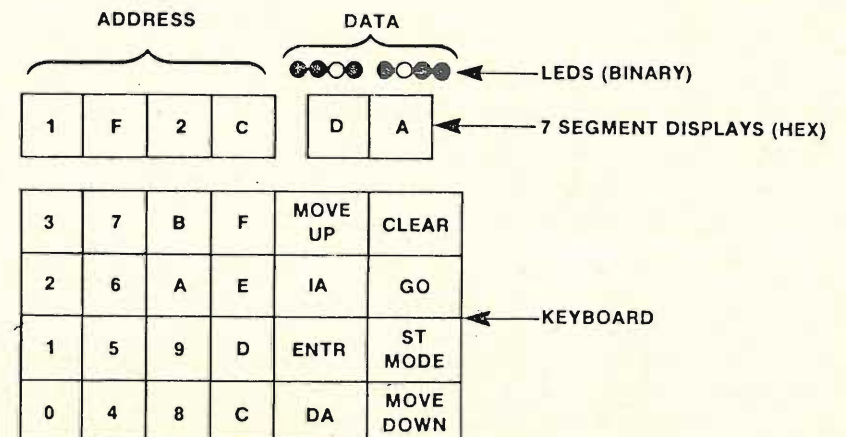 ADDRESS DATA
LEDS (BINARY)
1 F 2 C D A 7 SEGMENT DISPLAYS (HEX)
3 7 B F MOVE UP CLEAR
2 6 A E IA GO
KEYBOARD
1 5 9 D ENTR ST MODE
0 4 8 C DA MOVE DOWN